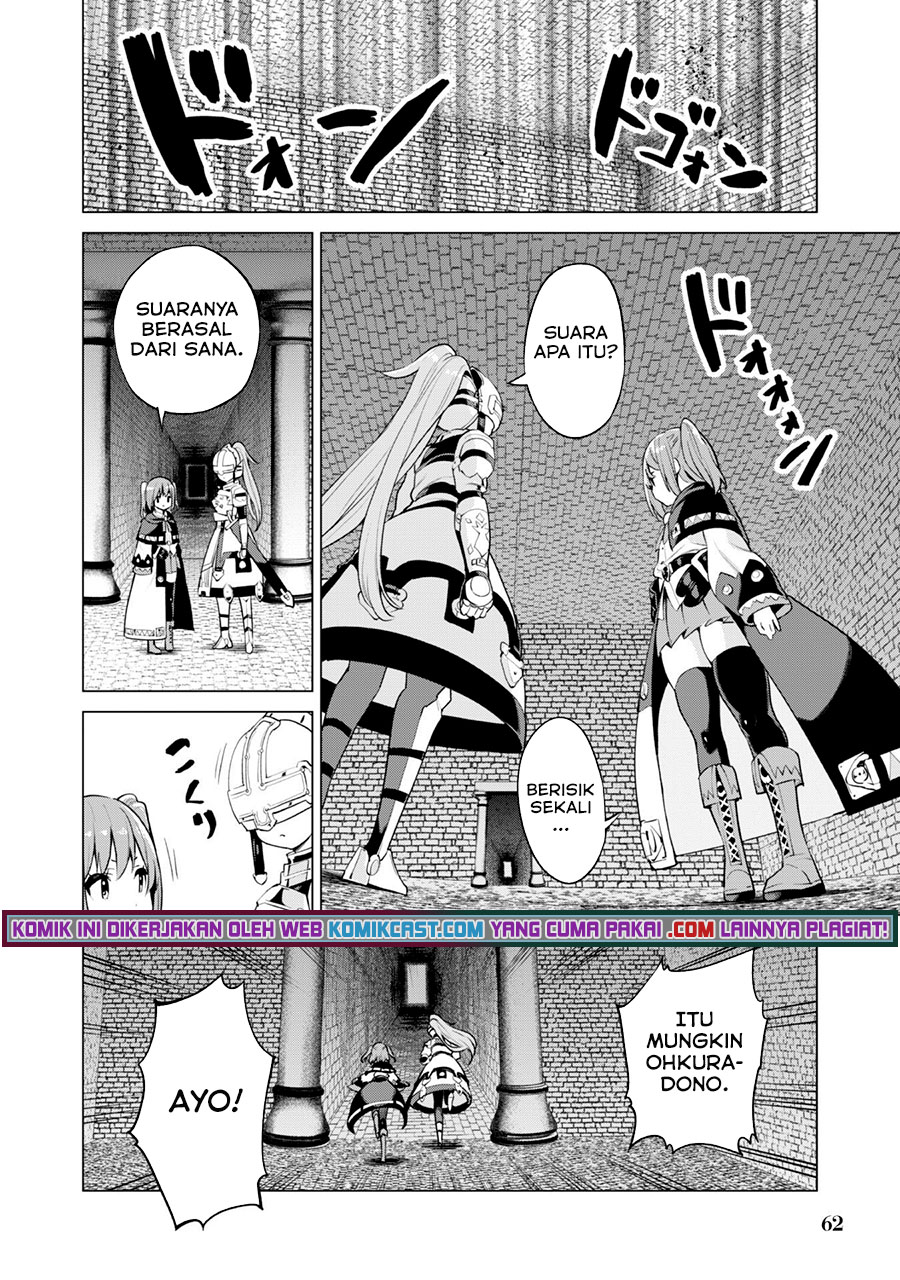 ドゴォン
ドォーン
ドォォォン
SUARA
APA ITU?
BERISIK
SEKALI
...
SUARANYA
BERASAL
DARI SANA.
こくり
KOMIK INI DIKERJAKAN OLEH WEB KOMIKCAST.COM YANG CUMA PAKAI .COM LAINNYA PLAGIAT!
ITU
MUNGKIN
OHKURA-
DONO.
AYO!
62